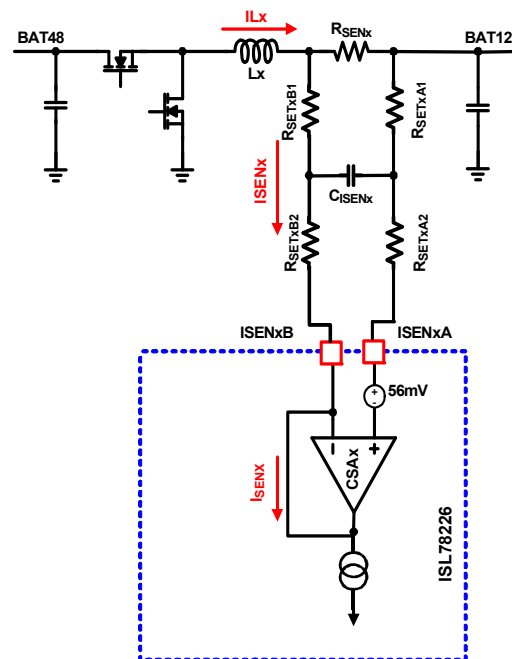 ILx
BAT48
Lx
RSENx
BAT12
RSETxB1
RSETxA1
ISENx
CISENx
RSETxB2
RSETxA2
ISENxB
ISENxA
+
-
56mV
- +
CSAx
ISENX
ISL78226